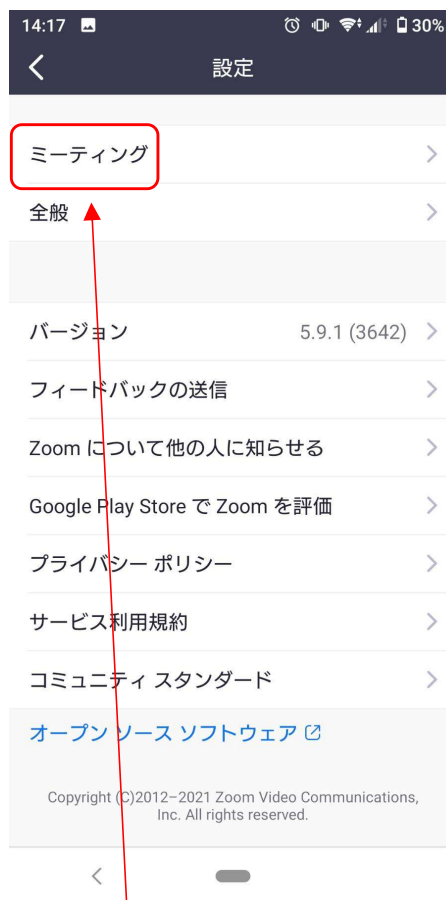 14:17 30%
設定
ミーティング
全般
バージョン 5.9.1 (3642)
フィードバックの送信
Zoom について他の人に知らせる
Google Play Store で Zoom を評価
プライバシー ポリシー
サービス利用規約
コミュニティ スタンダード
オープン ソース ソフトウェア
Copyright (C)2012–2021 Zoom Video Communications,
Inc. All rights reserved.